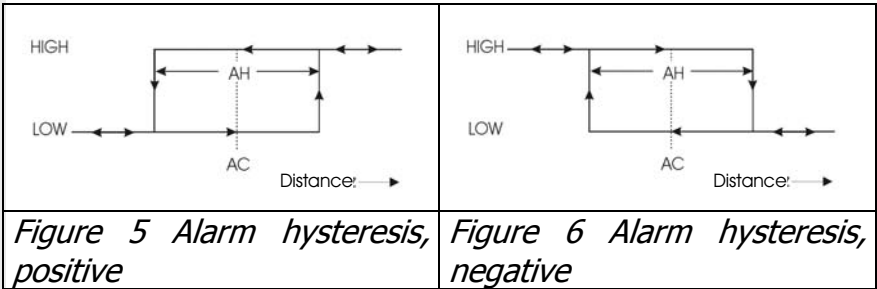 HIGH
AH
LOW
AC
Distance:
HIGH
AH
LOW
AC
Distance:
Figure 5 Alarm hysteresis,
positive
Figure 6 Alarm hysteresis,
negative